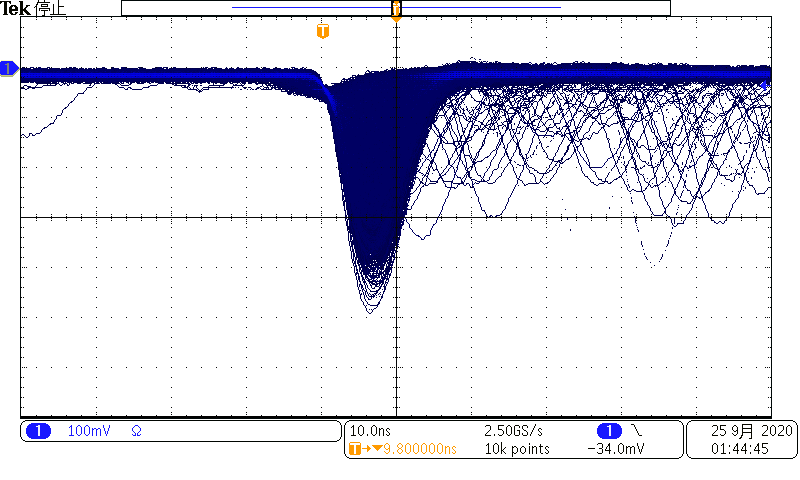 Tek 停止
T
T
1
1 100mV Ω
10.0ns 2.50GS/s 1
T→▼9.800000ns 10k points −34.0mV
25 9月 2020
01:44:45